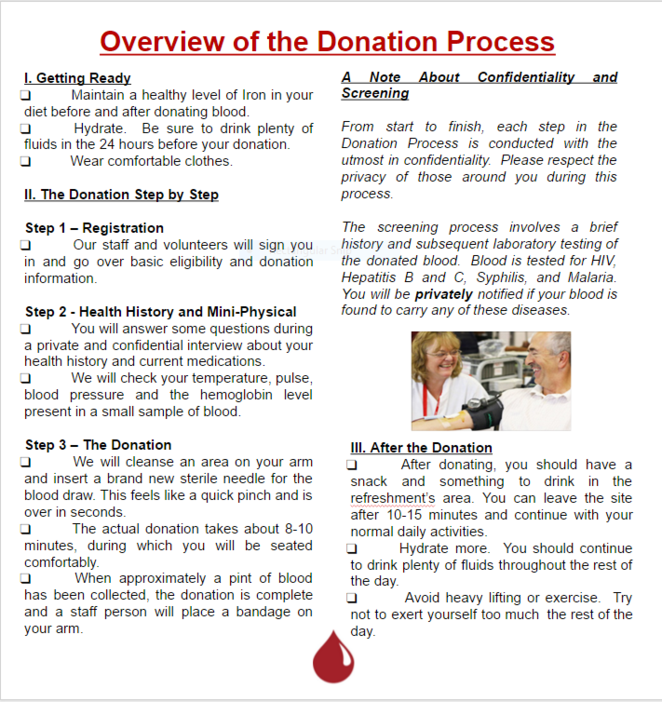 Overview of the Donation Process
I. Getting Ready
❑ Maintain a healthy level of Iron in your
diet before and after donating blood.
❑ Hydrate. Be sure to drink plenty of
fluids in the 24 hours before your donation.
❑ Wear comfortable clothes.
II. The Donation Step by Step
Step 1 – Registration
❑ Our staff and volunteers will sign you
in and go over basic eligibility and donation
information.
Step 2 - Health History and Mini-Physical
❑ You will answer some questions during
a private and confidential interview about your
health history and current medications.
❑ We will check your temperature, pulse,
blood pressure and the hemoglobin level
present in a small sample of blood.
Step 3 – The Donation
❑ We will cleanse an area on your arm
and insert a brand new sterile needle for the
blood draw. This feels like a quick pinch and is
over in seconds.
❑ The actual donation takes about 8-10
minutes, during which you will be seated
comfortably.
❑ When approximately a pint of blood
has been collected, the donation is complete
and a staff person will place a bandage on
your arm.
A Note About Confidentiality and
Screening
From start to finish, each step in the
Donation Process is conducted with the
utmost in confidentiality. Please respect the
privacy of those around you during this
process.
The screening process involves a brief
history and subsequent laboratory testing of
the donated blood. Blood is tested for HIV,
Hepatitis B and C, Syphilis, and Malaria.
You will be privately notified if your blood is
found to carry any of these diseases.
III. After the Donation
❑ After donating, you should have a
snack and something to drink in the
refreshment's area. You can leave the site
after 10-15 minutes and continue with your
normal daily activities.
❑ Hydrate more. You should continue
to drink plenty of fluids throughout the rest of
the day.
❑ Avoid heavy lifting or exercise. Try
not to exert yourself too much the rest of the
day.